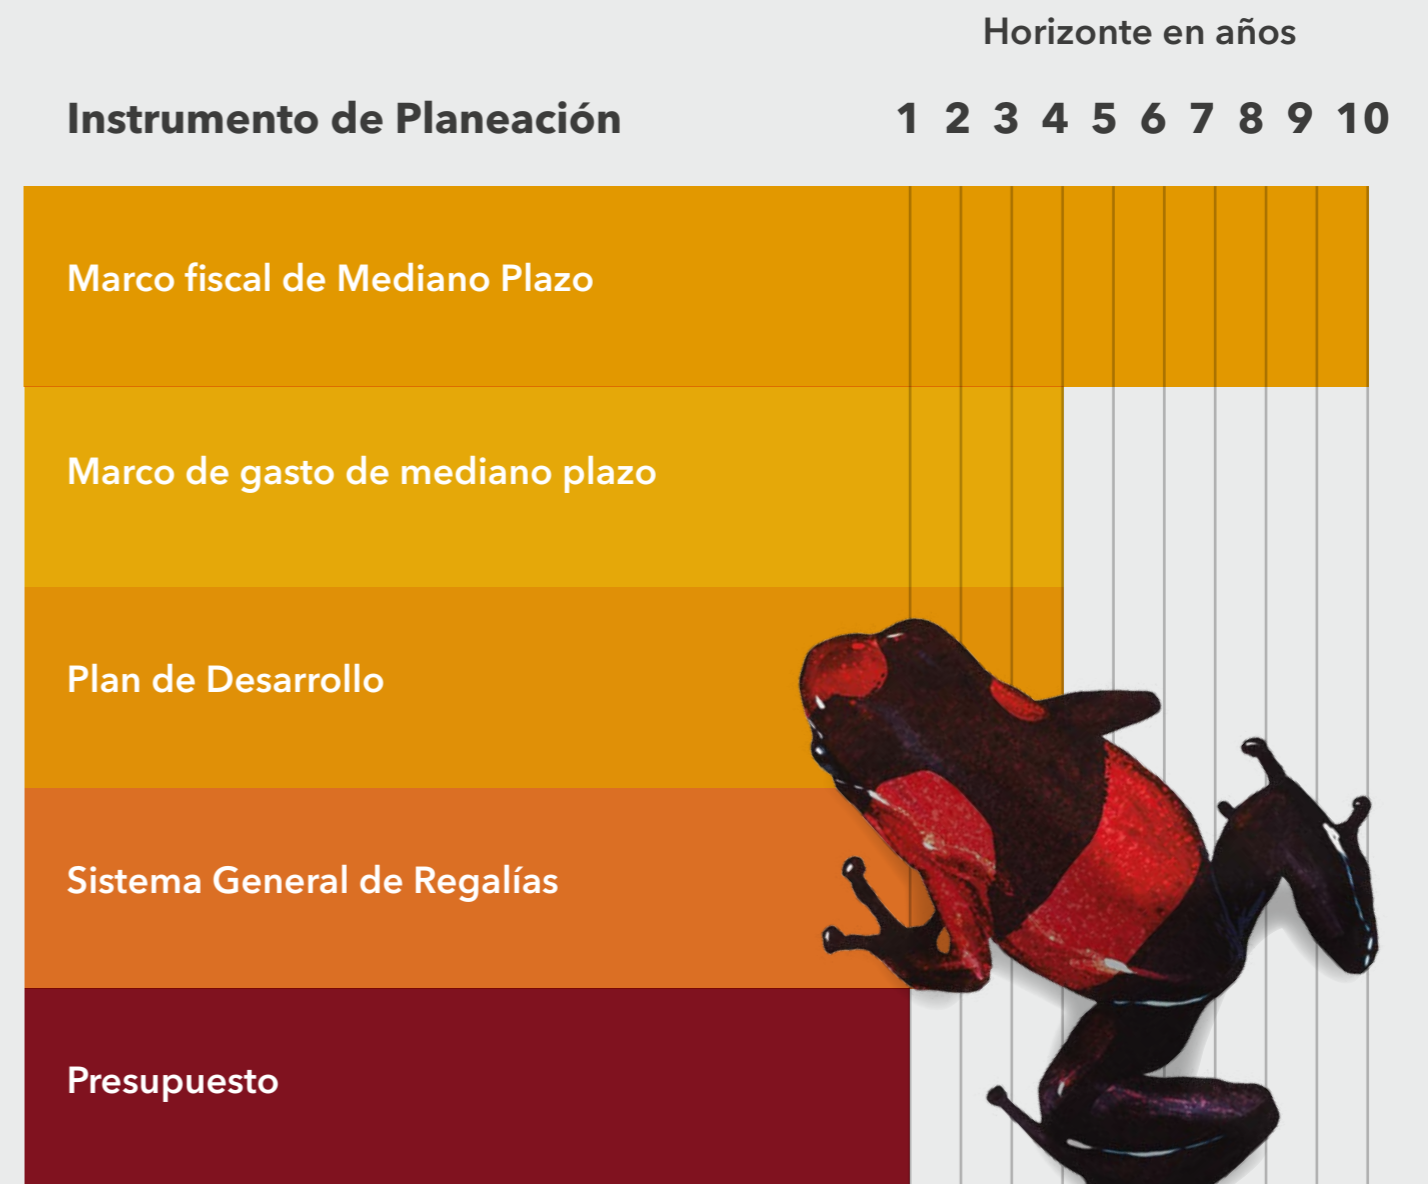 Horizonte en años
Instrumento de Planeación 1 2 3 4 5 6 7 8 9 10
Marco fiscal de Mediano Plazo
Marco de gasto de mediano plazo
Plan de Desarrollo
Sistema General de Regalías
Presupuesto